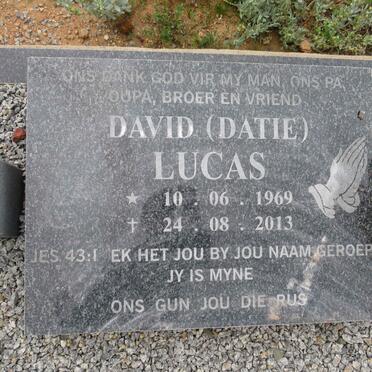 ONS DANK GOD VIR MY MAN, ONS PA,
OUPA, BROER EN VRIEND
DAVID (DATIE)
LUCAS
★ 10 . 06 . 1969
✝ 24 . 08 . 2013
JES 43:1 EK HET JOU BY JOU NAAM GEROEP
JY IS MYNE
ONS GUN JOU DIE RUS